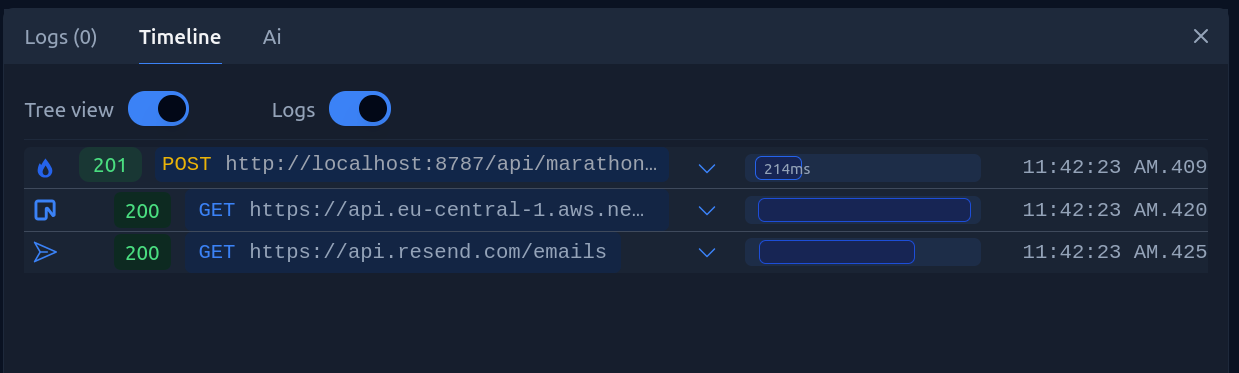 Logs (0) Timeline Ai
Tree view Logs
201 POST http://localhost:8787/api/marathon… 214ms 11:42:23 AM.409
200 GET https://api.eu-central-1.aws.ne… 11:42:23 AM.420
200 GET https://api.resend.com/emails 11:42:23 AM.425